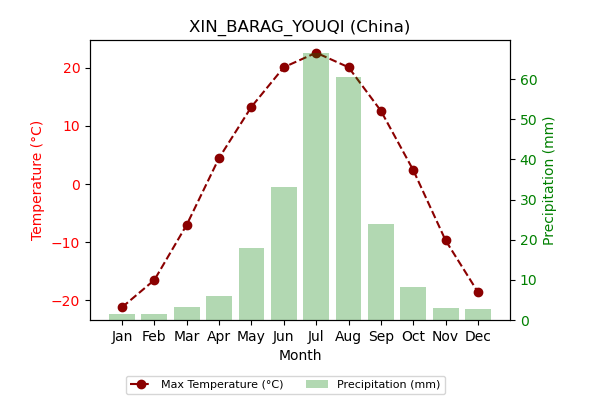 XIN_BARAG_YOUQI (China)
Temperature (°C)
20
10
0
−10
−20
Precipitation (mm)
60
50
40
30
20
10
0
Jan Feb Mar Apr May Jun Jul Aug Sep Oct Nov Dec
Month
Max Temperature (°C) Precipitation (mm)